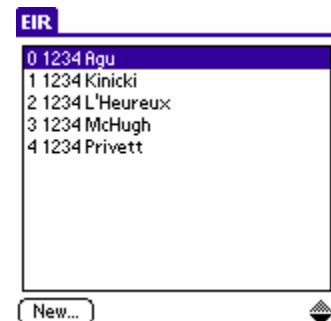 EIR
0 1234 Agu
1 1234 Kinicki
2 1234 L'Heureux
3 1234 McHugh
4 1234 Privett
New...